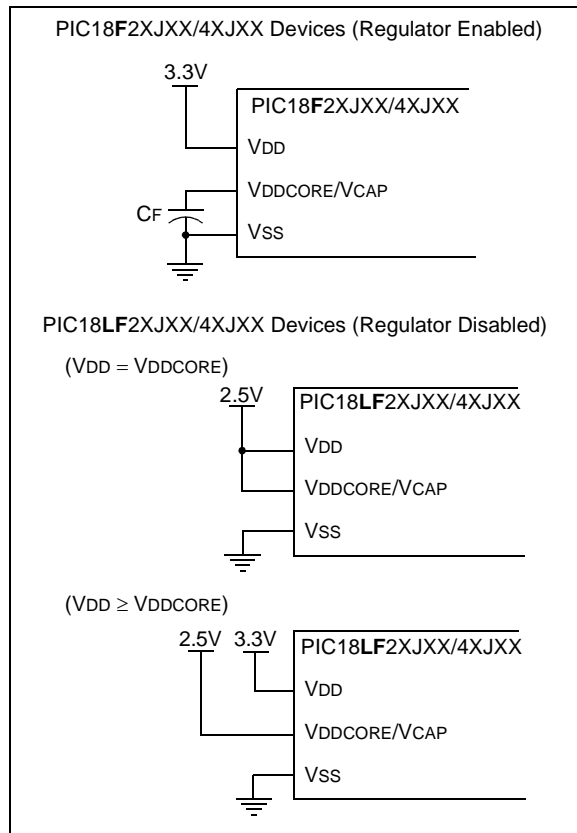 PIC18F2XJXX/4XJXX Devices (Regulator Enabled)
3.3V
PIC18F2XJXX/4XJXX
VDD
VDDCORE/VCAP
CF
VSS
PIC18LF2XJXX/4XJXX Devices (Regulator Disabled)
(VDD = VDDCORE)
2.5V
PIC18LF2XJXX/4XJXX
VDD
VDDCORE/VCAP
VSS
(VDD ≥ VDDCORE)
2.5V 3.3V
PIC18LF2XJXX/4XJXX
VDD
VDDCORE/VCAP
VSS